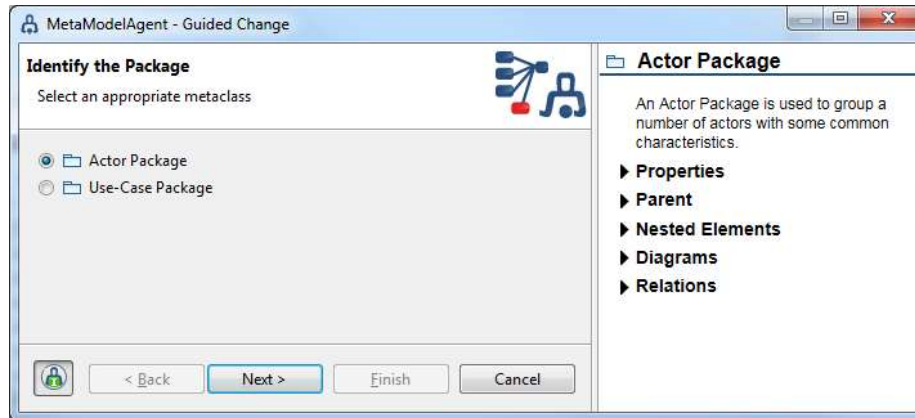 MetaModelAgent - Guided Change
Identify the Package
Select an appropriate metaclass
Actor Package
Use-Case Package
< Back
Next >
Finish
Cancel
Actor Package
An Actor Package is used to group a
number of actors with some common
characteristics.
Properties
Parent
Nested Elements
Diagrams
Relations